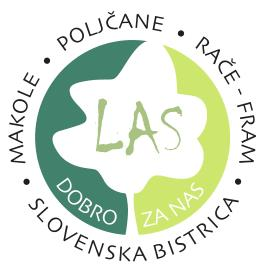 • MAKOLE • POLJČANE • RAČE - FRAM • SLOVENSKA BISTRICA
LAS
DOBRO ZA NAS